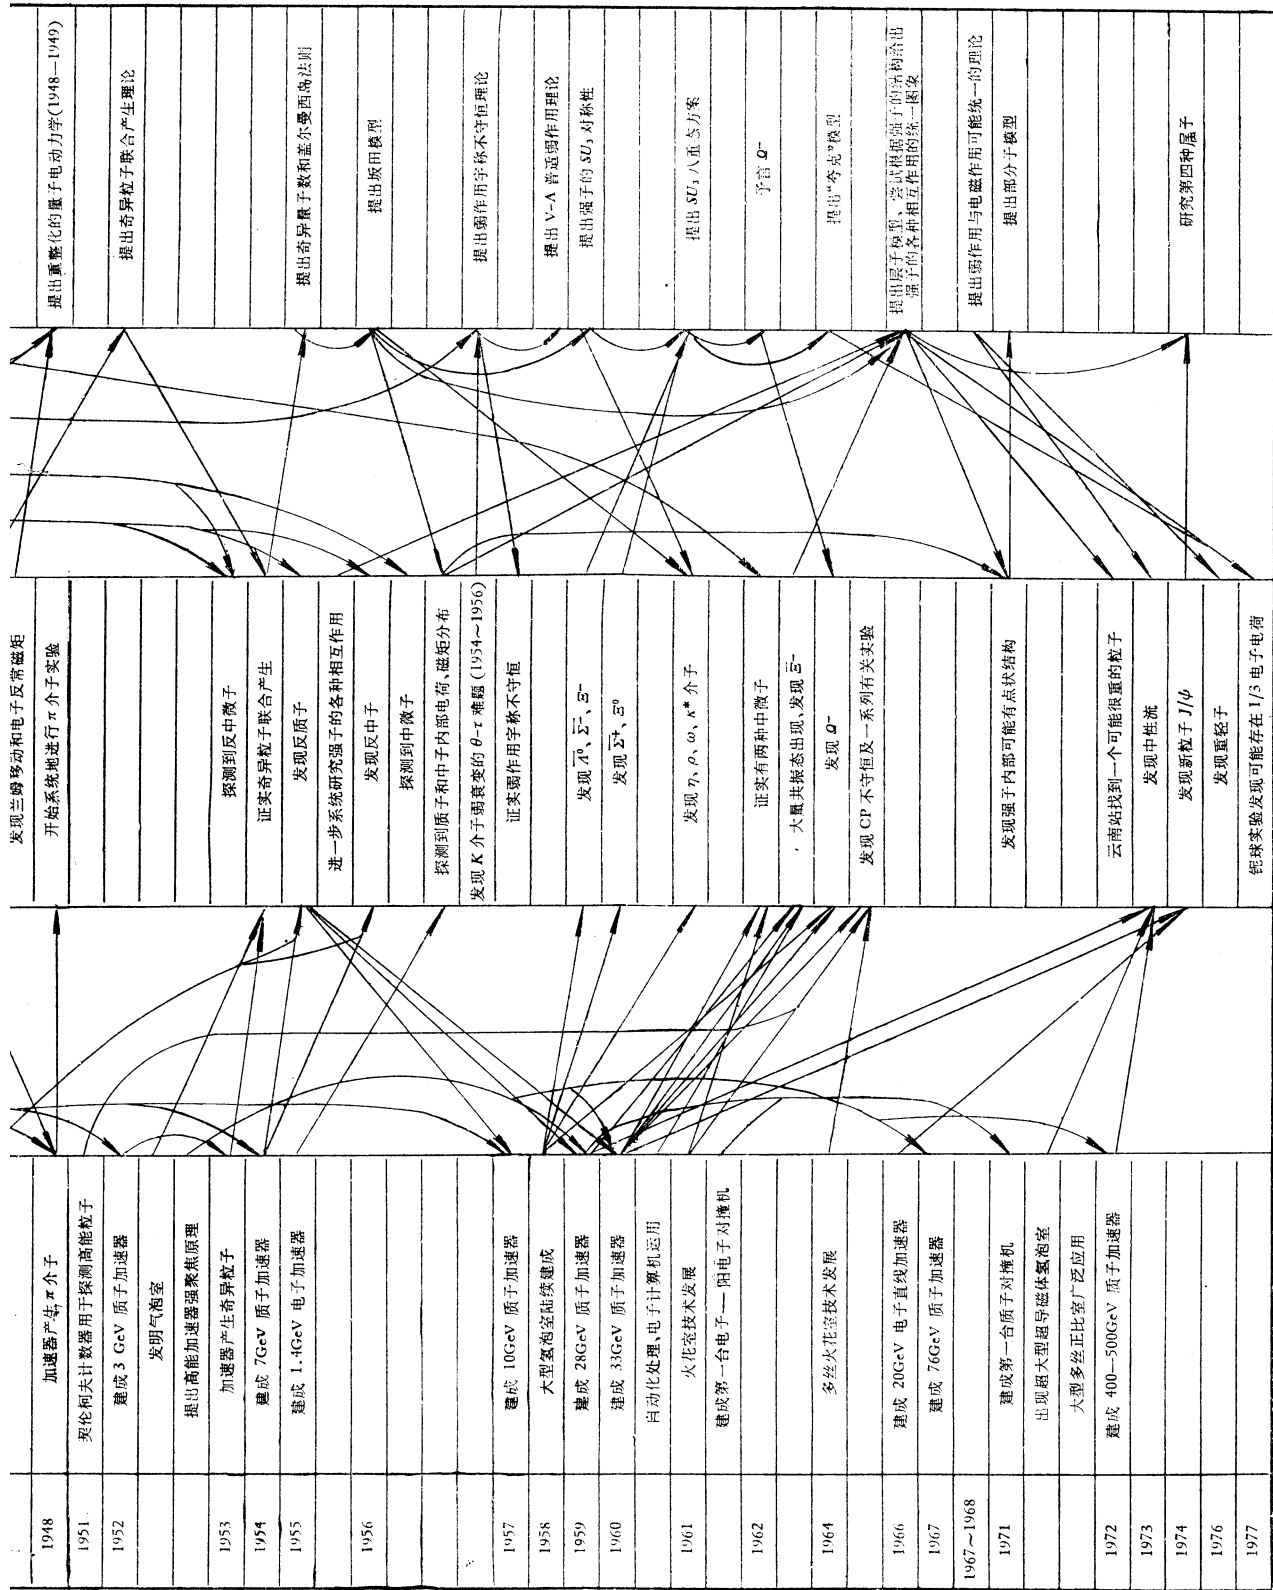 发现兰姆移动和电子反常磁矩
1948 加速器产生π介子 开始系统地进行π介子实验 提出重整化的量子电动力学(1948—1949)
1951 契伦柯夫计数器用于探测高能粒子
1952 建成 3 GeV 质子加速器 提出奇异粒子联合产生理论
发明气泡室
提出高能加速器强聚焦原理
1953 加速器产生奇异粒子 探测到反中微子
1954 建成 7GeV 质子加速器 证实奇异粒子联合产生
1955 建成 1.4GeV 电子加速器 发现反质子 提出奇异量子数和盖尔曼西岛法则
进一步系统研究强子的各种相互作用
1956 发现反中子 提出坂田模型
探测到中微子
探测到质子和中子内部电荷、磁矩分布
发现 K 介子弱衰变的 θ-τ 难题 (1954~1956) 提出弱作用宇称不守恒理论
1957 建成 10GeV 质子加速器 证实弱作用宇称不守恒
1958 大型氢泡室陆续建成 提出 V-A 普适弱作用理论
1959 建成 28GeV 质子加速器 发现 Λ̅⁰、Σ̅⁻、Ξ⁻ 提出强子的 SU₃ 对称性
1960 建成 33GeV 质子加速器 发现 Σ̅⁺、Ξ⁰
自动化处理、电子计算机运用
1961 火花室技术发展 发现 η、ρ、ω、κ* 介子 提出 SU₃ 八重态方案
建成第一台电子——阳电子对撞机
1962 证实有两种中微子 予言 Ω⁻
大量共振态出现、发现 Ξ̅⁻
1964 多丝火花室技术发展 发现 Ω⁻ 提出“夸克”模型
发现 CP 不守恒及一系列有关实验
1966 建成 20GeV 电子直线加速器 提出层子模型、尝试根据强子的结构给出
强子的各种相互作用的统一图象
1967 建成 76GeV 质子加速器
1967~1968 提出弱作用与电磁作用可能统一的理论
1971 建成第一台质子对撞机 发现强子内部可能有点状结构 提出部分子模型
出现超大型超导磁体氢泡室
大型多丝正比室广泛应用
1972 建成 400—500GeV 质子加速器 云南站找到一个可能很重的粒子
1973 发现中性流
1974 发现新粒子 J/ψ 研究第四种层子
1976 发现重轻子
1977 铌球实验发现可能存在 1/3 电子电荷